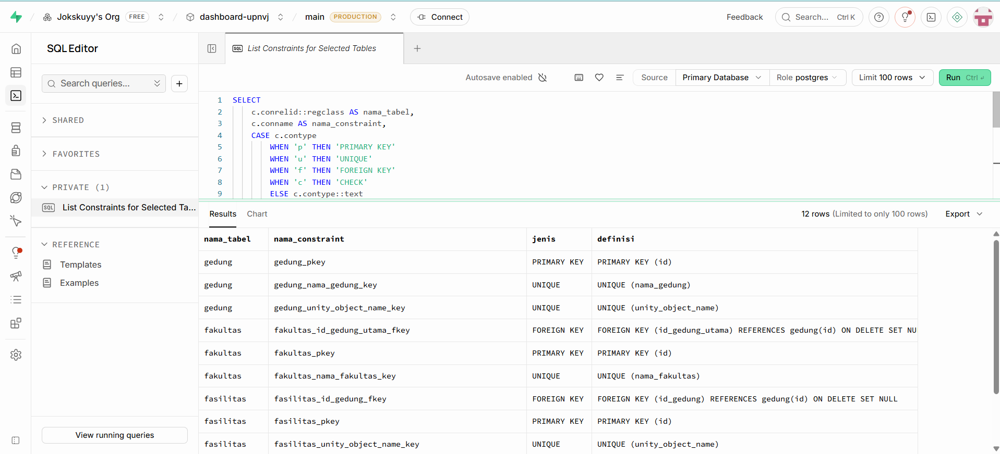 Jokskuyy's Org FREE / dashboard-upnvj / main PRODUCTION Connect Feedback Search... Ctrl K
SQL Editor
SQL List Constraints for Selected Tables
Search queries...
Autosave enabled Source Primary Database Role postgres Limit 100 rows Run Ctrl ↵
SHARED
FAVORITES
PRIVATE (1)
SQL List Constraints for Selected Ta...
REFERENCE
Templates
Examples
View running queries
1 SELECT
2 c.conrelid::regclass AS nama_tabel,
3 c.conname AS nama_constraint,
4 CASE c.contype
5 WHEN 'p' THEN 'PRIMARY KEY'
6 WHEN 'u' THEN 'UNIQUE'
7 WHEN 'f' THEN 'FOREIGN KEY'
8 WHEN 'c' THEN 'CHECK'
9 ELSE c.contype::text
Results Chart 12 rows (Limited to only 100 rows) Export
nama_tabel nama_constraint jenis definisi
gedung gedung_pkey PRIMARY KEY PRIMARY KEY (id)
gedung gedung_nama_gedung_key UNIQUE UNIQUE (nama_gedung)
gedung gedung_unity_object_name_key UNIQUE UNIQUE (unity_object_name)
fakultas fakultas_id_gedung_utama_fkey FOREIGN KEY FOREIGN KEY (id_gedung_utama) REFERENCES gedung(id) ON DELETE SET NU
fakultas fakultas_pkey PRIMARY KEY PRIMARY KEY (id)
fakultas fakultas_nama_fakultas_key UNIQUE UNIQUE (nama_fakultas)
fasilitas fasilitas_id_gedung_fkey FOREIGN KEY FOREIGN KEY (id_gedung) REFERENCES gedung(id) ON DELETE SET NULL
fasilitas fasilitas_pkey PRIMARY KEY PRIMARY KEY (id)
fasilitas fasilitas_unity_object_name_key UNIQUE UNIQUE (unity_object_name)